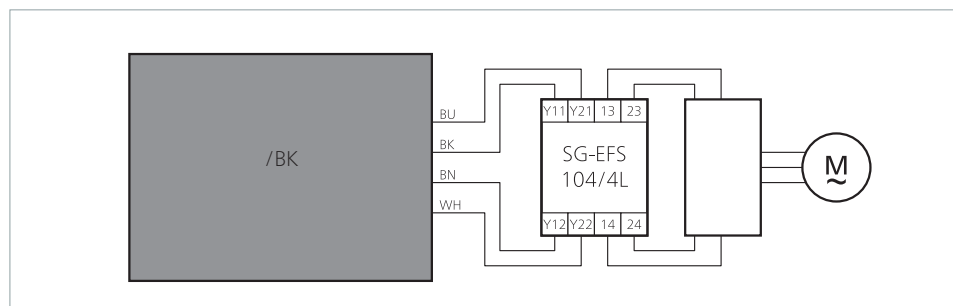 /BK
BU
BK
BN
WH
Y11 Y21 13 23
SG-EFS
104/4L
Y12 Y22 14 24
M
~